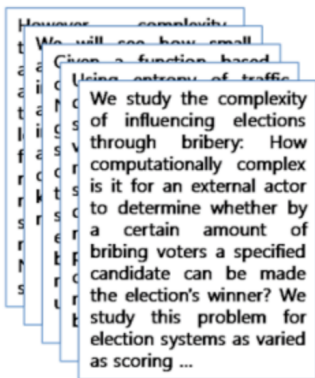 However, complexity
We will see how small
Given a function based
Using entropy of traffic
We study the complexity
of influencing elections
through bribery: How
computationally complex
is it for an external actor
to determine whether by
a certain amount of
bribing voters a specified
candidate can be made
the election's winner? We
study this problem for
election systems as varied
as scoring ...